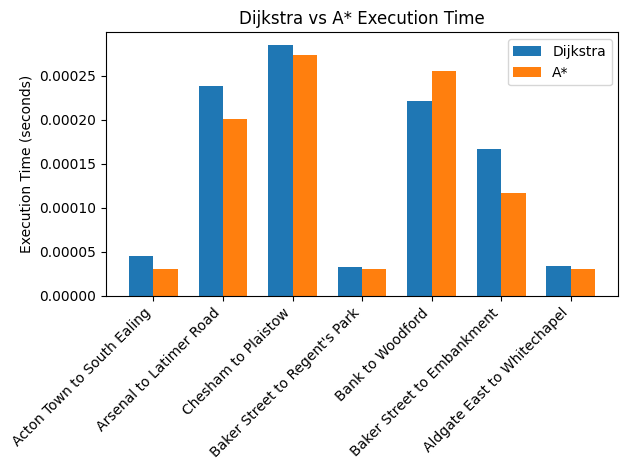 Dijkstra vs A* Execution Time
Dijkstra
A*
Execution Time (seconds)
0.00025
0.00020
0.00015
0.00010
0.00005
0.00000
Acton Town to South Ealing
Arsenal to Latimer Road
Chesham to Plaistow
Baker Street to Regent's Park
Bank to Woodford
Baker Street to Embankment
Aldgate East to Whitechapel